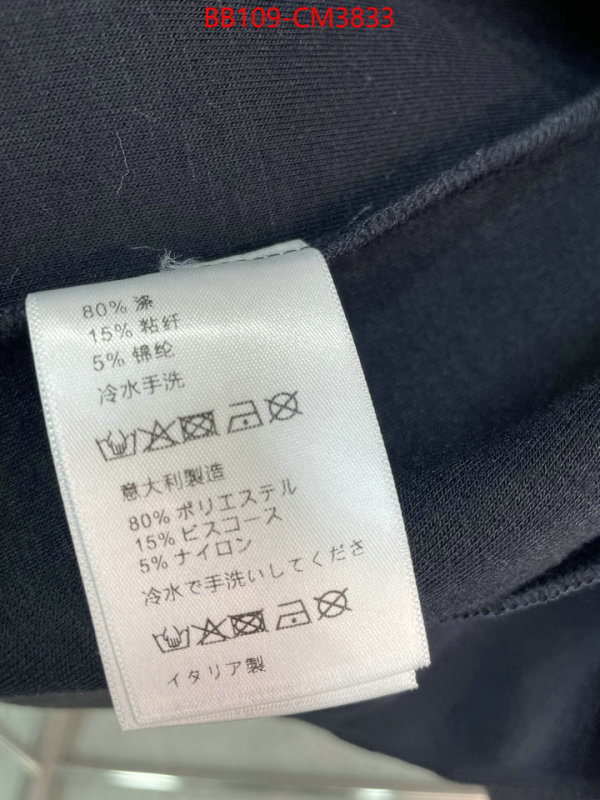 BB109-CM3833
80% 涤
15% 粘纤
5% 锦纶
冷水手洗
意大利製造
80% ポリエステル
15% ビスコース
5% ナイロン
冷水で手洗いしてくださ
イタリア製